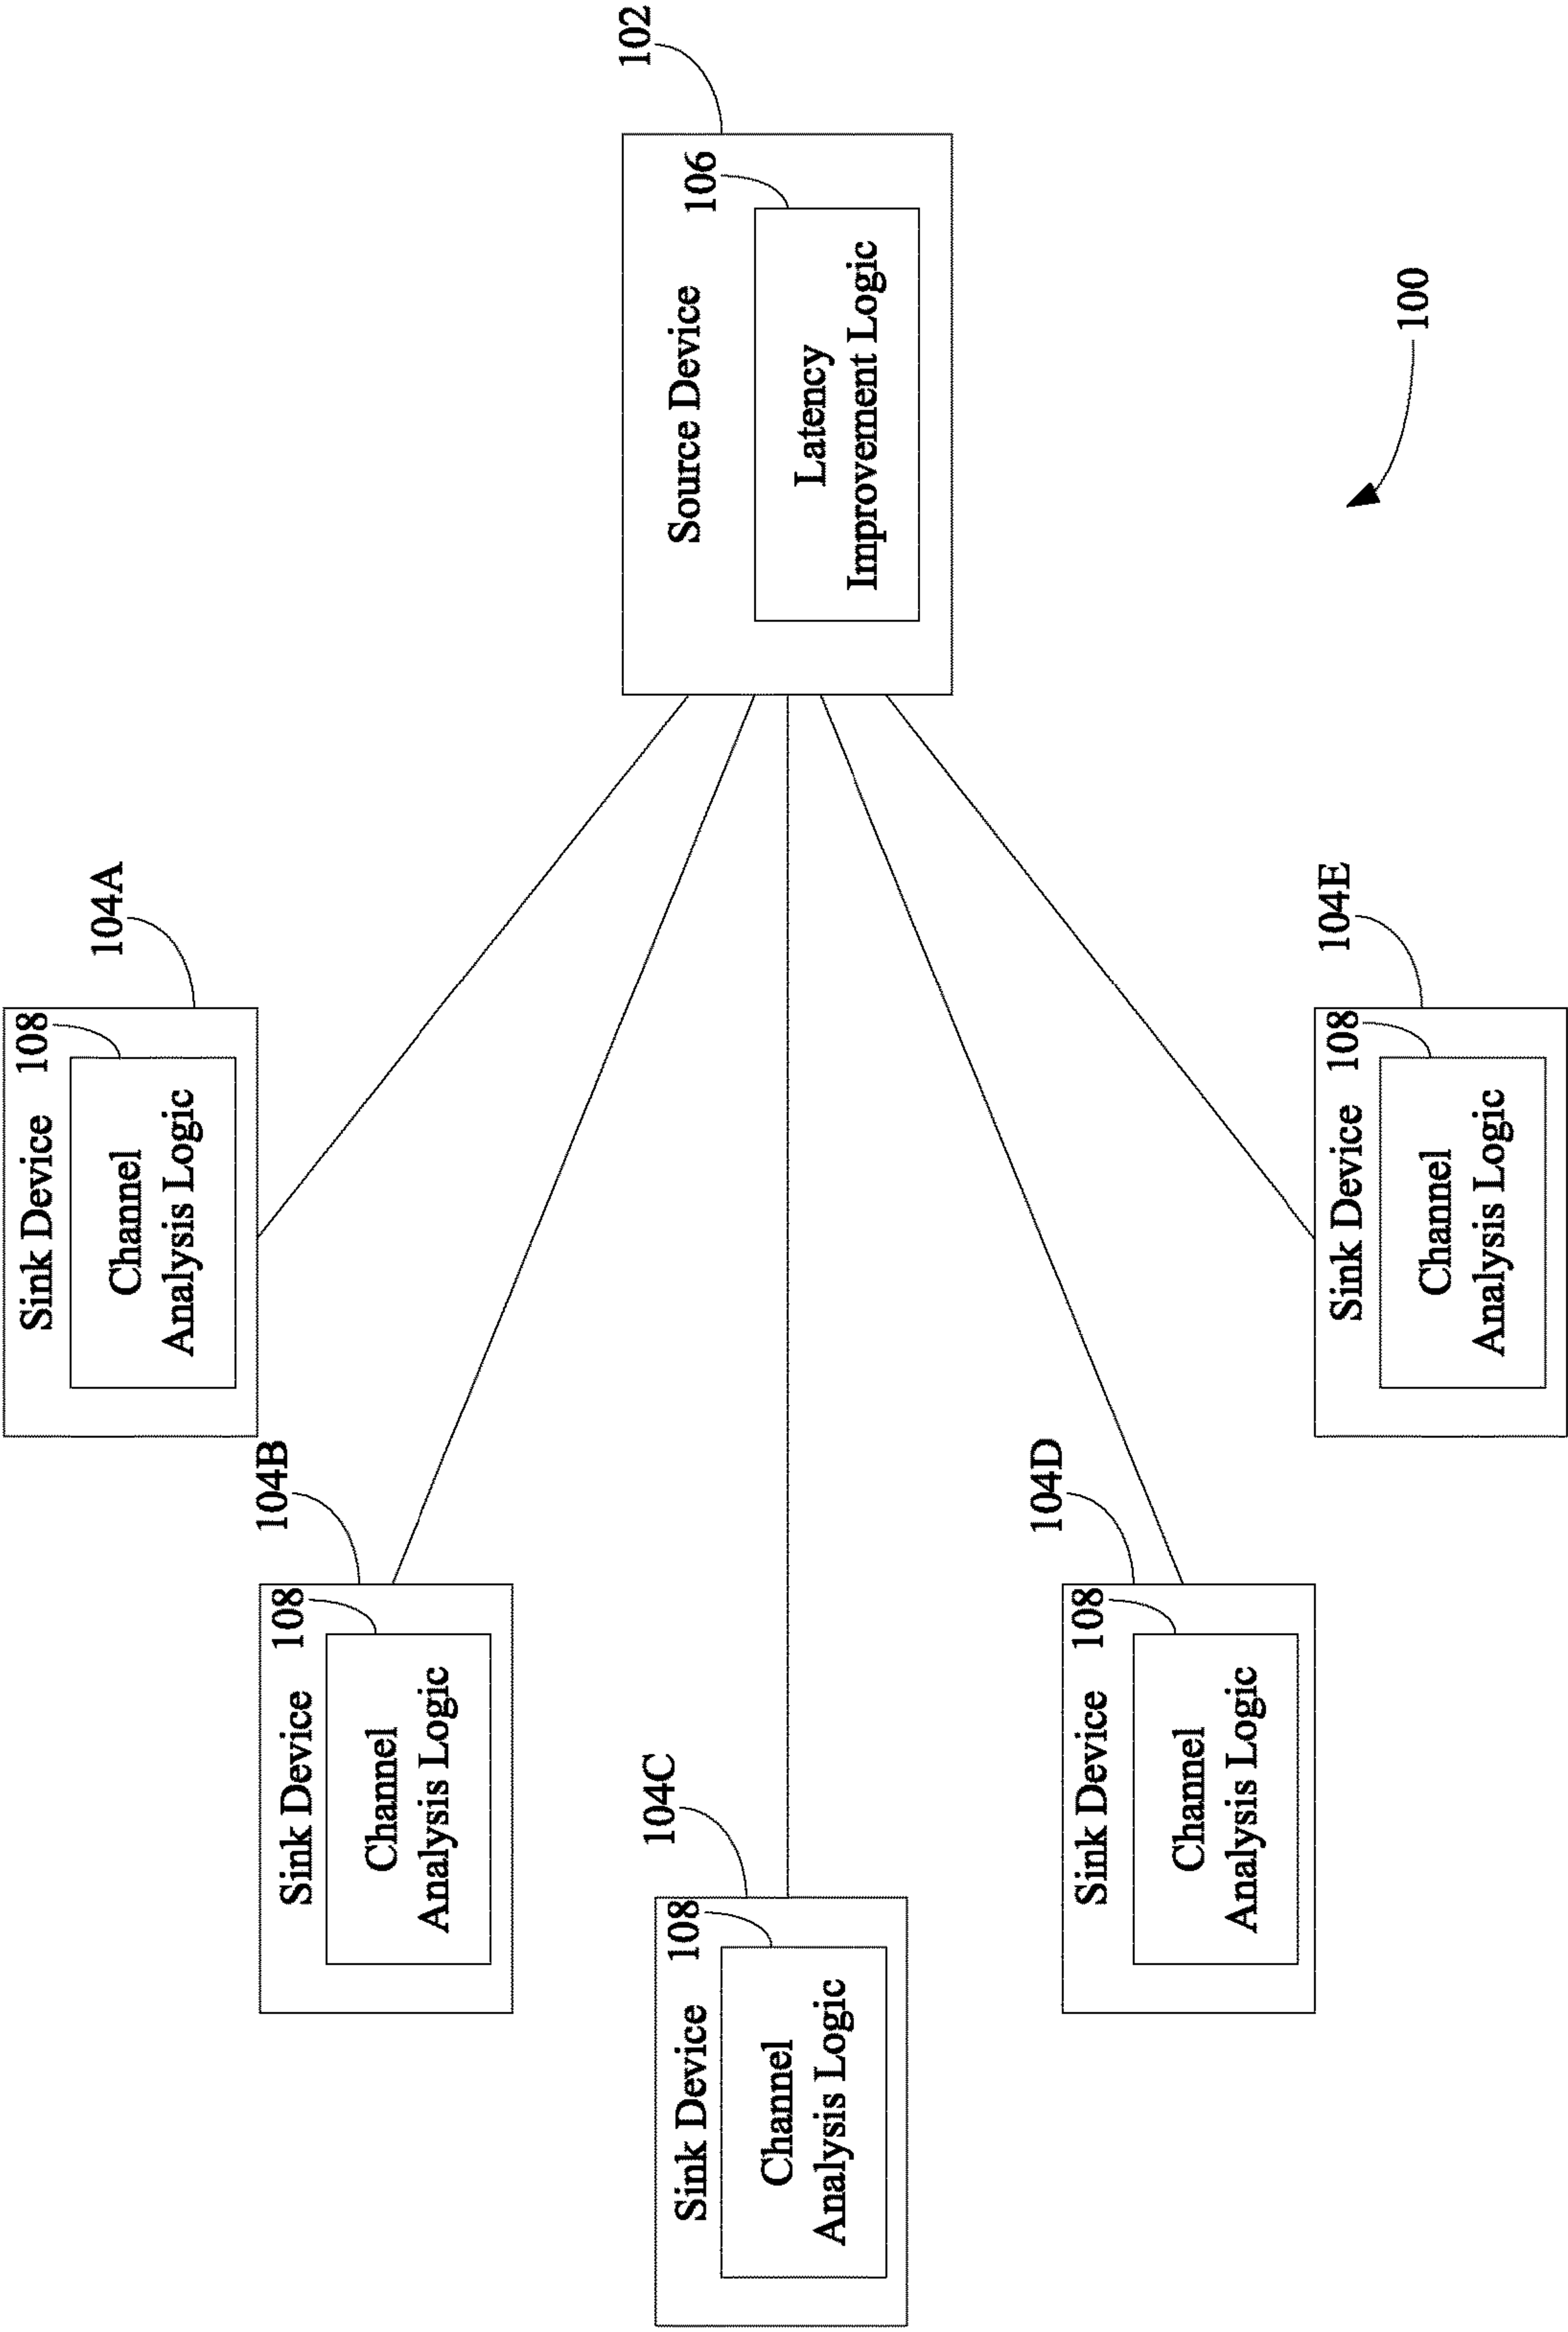 Sink Device 108
104A
Channel
Analysis Logic
104B
Sink Device 108
Channel
Analysis Logic
102
Source Device 106
Latency
Improvement Logic
104C
Sink Device 108
Channel
Analysis Logic
104D
Sink Device 108
Channel
Analysis Logic
104E
Sink Device 108
Channel
Analysis Logic
100